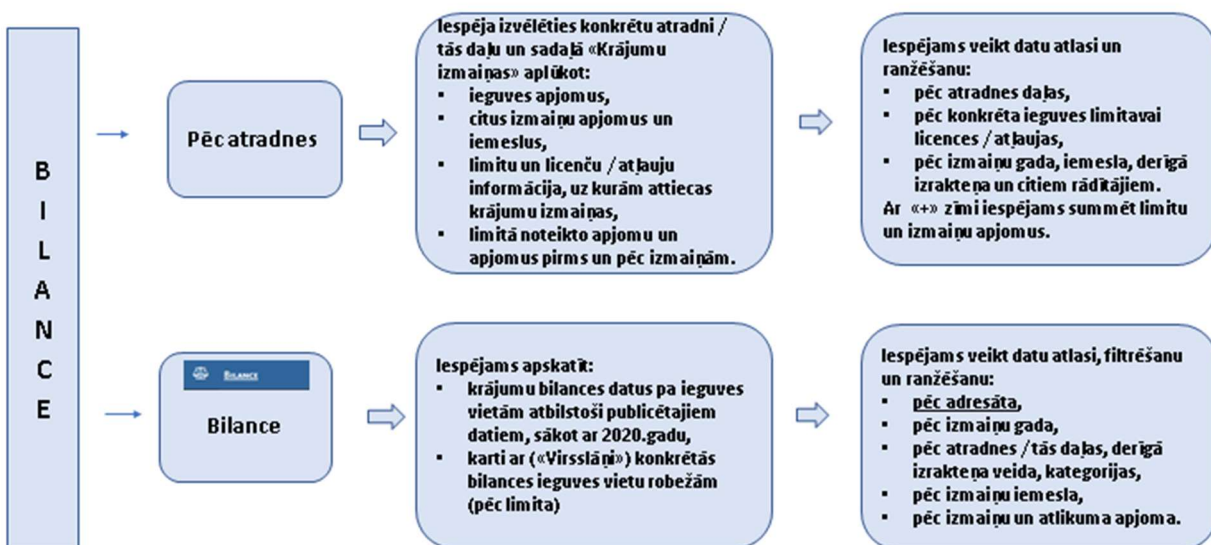 BILANCE
Pēc atradnes
Iespēja izvēlēties konkrētu atradni /
tās daļu un sadaļā «Krājumu
izmaiņas» aplūkot:
▪ ieguves apjomus,
▪ citus izmaiņu apjomus un
iemeslus,
▪ limitu un licenču / atļauju
informācija, uz kurām attiecas
krājumu izmaiņas,
▪ limitā noteikto apjomu un
apjomus pirms un pēc izmaiņām.
Iespējams veikt datu atlasi un
ranžēšanu:
▪ pēc atradnes daļas,
▪ pēc konkrēta ieguves limitavai
licences / atļaujas,
▪ pēc izmaiņu gada, iemesla, derīgā
izrakteņa un citiem rādītājiem.
Ar «+» zīmi iespējams summēt limitu
un izmaiņu apjomus.
BILANCE
Bilance
Iespējams apskatīt:
▪ krājumu bilances datus pa ieguves
vietām atbilstoši publicētajiem
datiem, sākot ar 2020.gadu,
▪ karti ar («Virsslāņi») konkrētās
bilances ieguves vietu robežām
(pēc limita)
Iespējams veikt datu atlasi, filtrēšanu
un ranžēšanu:
▪ pēc adresāta,
▪ pēc izmaiņu gada,
▪ pēc atradnes / tās daļas, derīgā
izrakteņa veida, kategorijas,
▪ pēc izmaiņu iemesla,
▪ pēc izmaiņu un atlikuma apjoma.